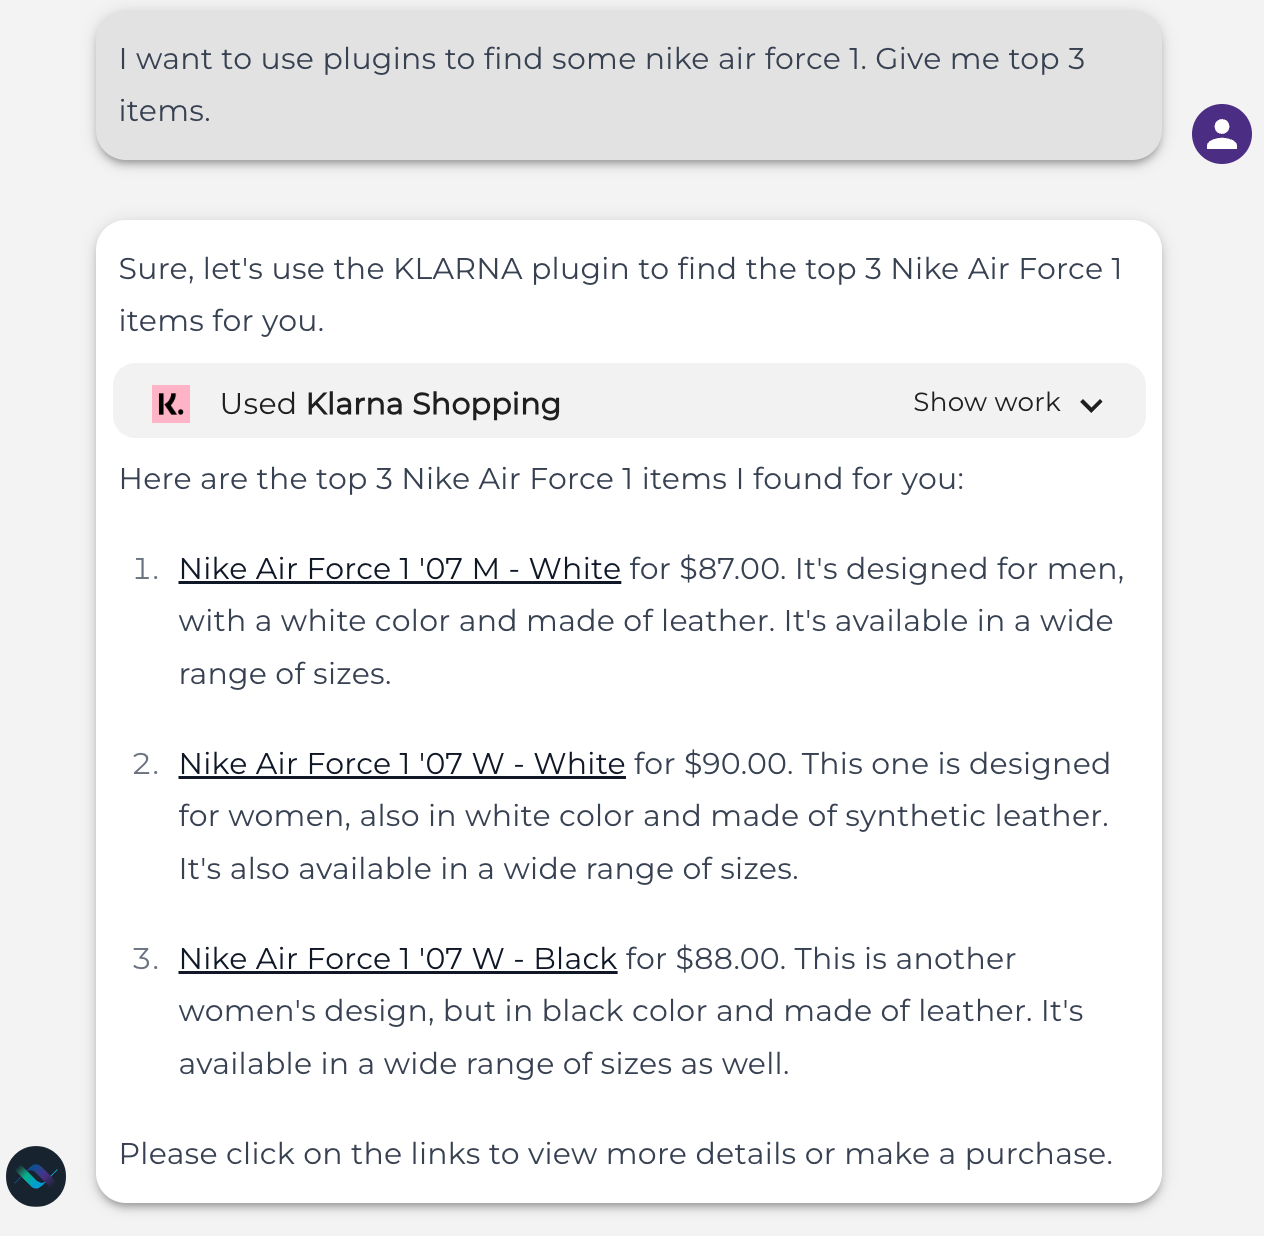 I want to use plugins to find some nike air force 1. Give me top 3
items.
Sure, let's use the KLARNA plugin to find the top 3 Nike Air Force 1
items for you.
K. Used Klarna Shopping Show work
Here are the top 3 Nike Air Force 1 items I found for you:
1. Nike Air Force 1 '07 M - White for $87.00. It's designed for men,
with a white color and made of leather. It's available in a wide
range of sizes.
2. Nike Air Force 1 '07 W - White for $90.00. This one is designed
for women, also in white color and made of synthetic leather.
It's also available in a wide range of sizes.
3. Nike Air Force 1 '07 W - Black for $88.00. This is another
women's design, but in black color and made of leather. It's
available in a wide range of sizes as well.
Please click on the links to view more details or make a purchase.